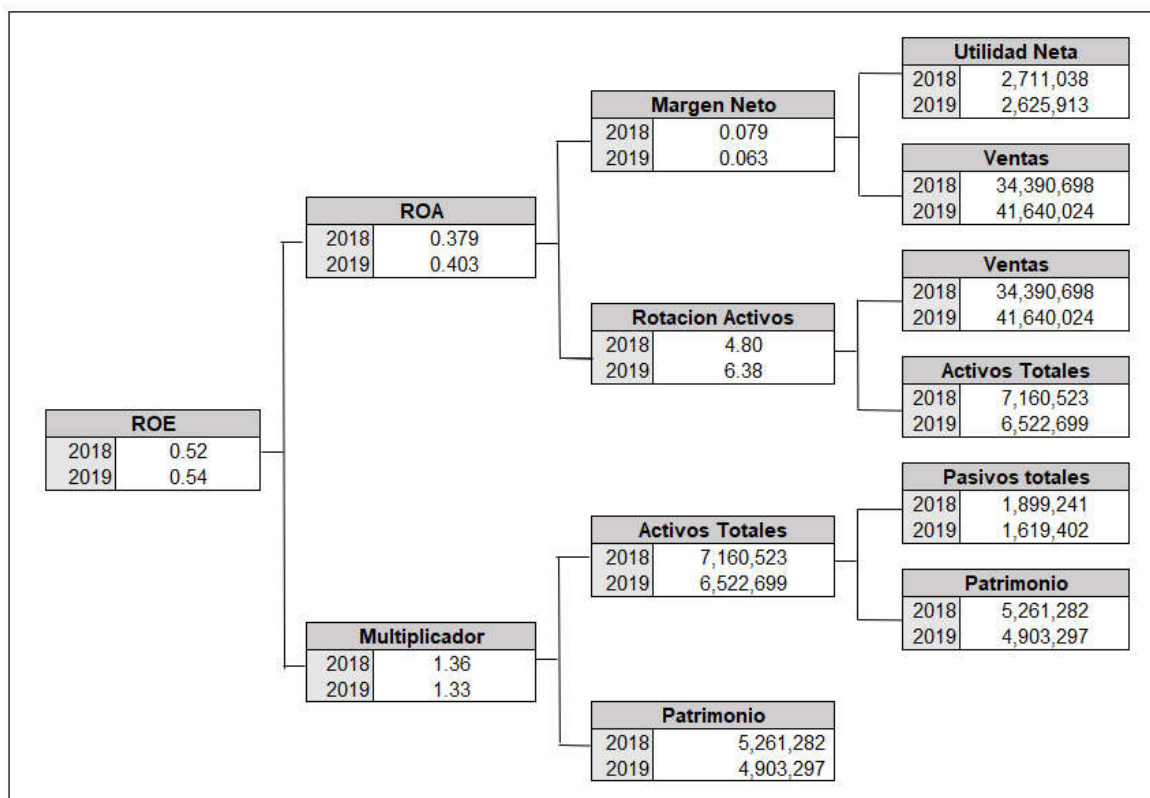 Utilidad Neta
2018 2,711,038
2019 2,625,913
Margen Neto
2018 0.079
2019 0.063
Ventas
2018 34,390,698
2019 41,640,024
ROA
2018 0.379
2019 0.403
Ventas
2018 34,390,698
2019 41,640,024
Rotacion Activos
2018 4.80
2019 6.38
Activos Totales
2018 7,160,523
2019 6,522,699
ROE
2018 0.52
2019 0.54
Pasivos totales
2018 1,899,241
2019 1,619,402
Activos Totales
2018 7,160,523
2019 6,522,699
Patrimonio
2018 5,261,282
2019 4,903,297
Multiplicador
2018 1.36
2019 1.33
Patrimonio
2018 5,261,282
2019 4,903,297